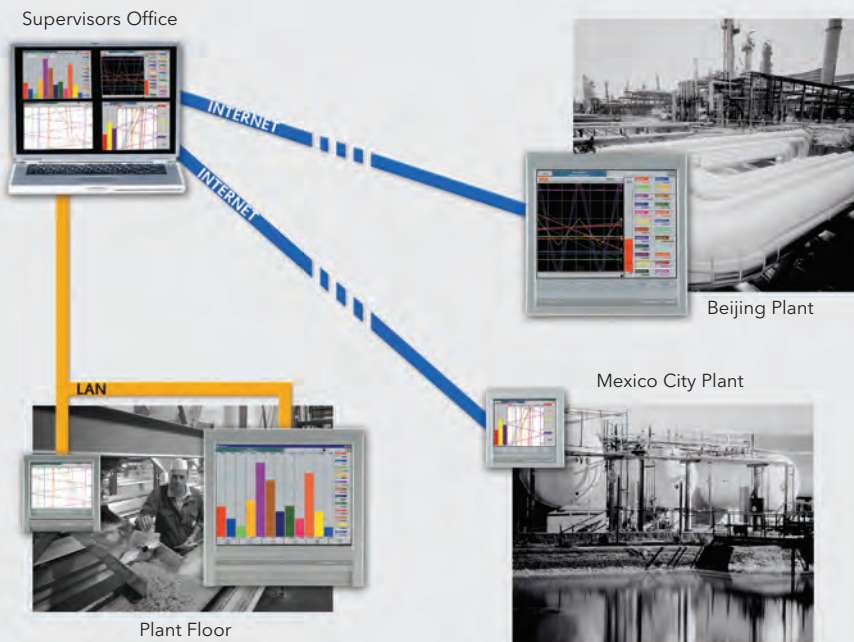 Supervisors Office
INTERNET
INTERNET
Beijing Plant
Mexico City Plant
LAN
Plant Floor